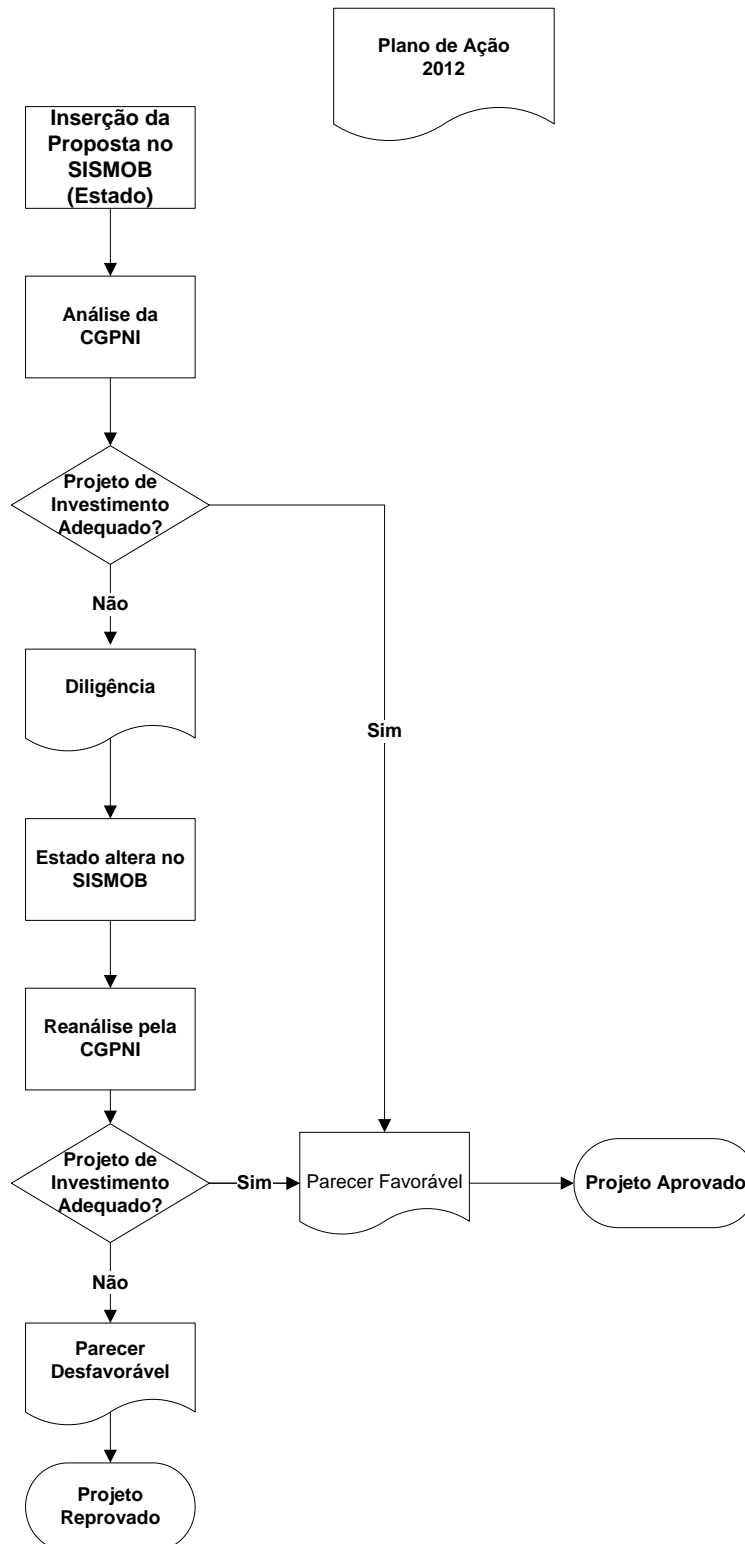 Plano de Ação
2012
Inserção da
Proposta no
SISMOB
(Estado)
Análise da
CGPNI
Projeto de
Investimento
Adequado?
Não
Diligência
Sim
Estado altera no
SISMOB
Reanálise pela
CGPNI
Projeto de
Investimento
Adequado?
Sim
Parecer Favorável
Projeto Aprovado
Não
Parecer
Desfavorável
Projeto
Reprovado